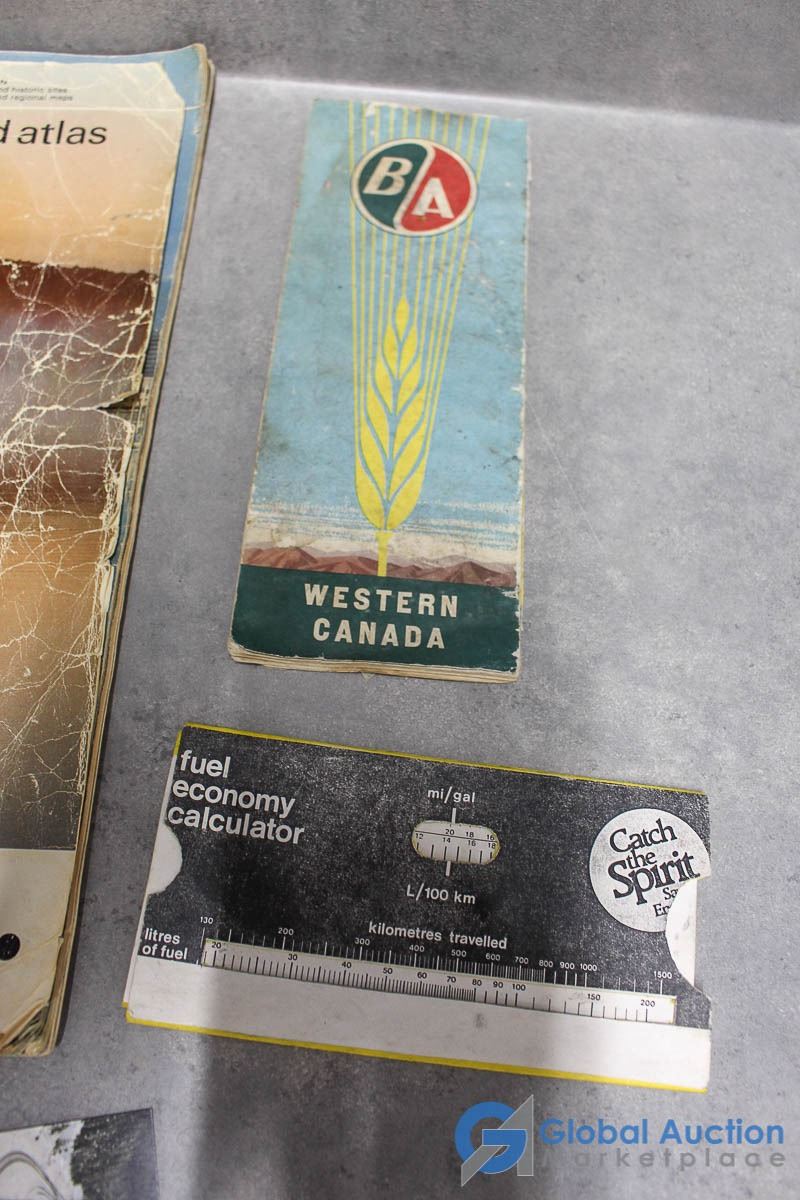 and historic sites
and regional maps
d atlas
BA
WESTERN
CANADA
fuel
economy
calculator
mi/gal
20 18 16
12 14 16 18
L/100 km
Catch
the
Spirit
kilometres travelled
130 200 300 400 500 600 700 800 900 1000 1500
litres
of fuel
20 30 40 50 60 70 80 90 100 150 200
Global Auction
Marketplace